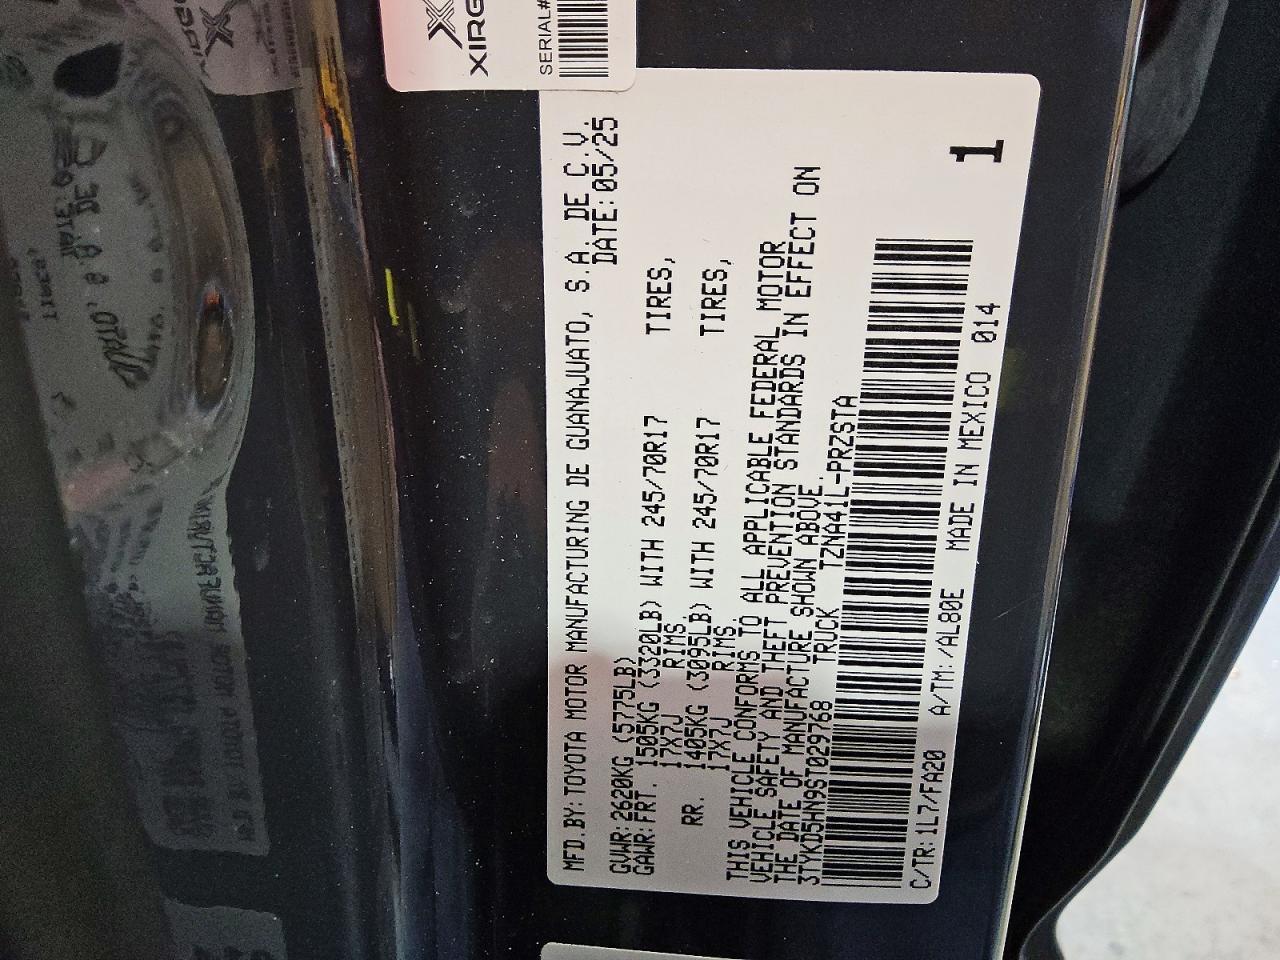 XIRG
SERIAL#
MFD.BY:TOYOTA MOTOR MANUFACTURING DE GUANAJUATO, S.A. DE C.V.
DATE:05/25
GVWR:2620KG (5775LB)
GAWR:FRT. 1505KG (3320LB) WITH 245/70R17 TIRES,
17X7J RIMS.
RR. 1405KG (3095LB) WITH 245/70R17 TIRES,
17X7J RIMS.
THIS VEHICLE CONFORMS TO ALL APPLICABLE FEDERAL MOTOR
VEHICLE SAFETY AND THEFT PREVENTION STANDARDS IN EFFECT ON
THE DATE OF MANUFACTURE SHOWN ABOVE.
3TYKD5HN9ST029768 TRUCK TZNA41L-PRZSTA
C/TR:1L7/FA20 A/TM:/AL80E MADE IN MEXICO 014
1